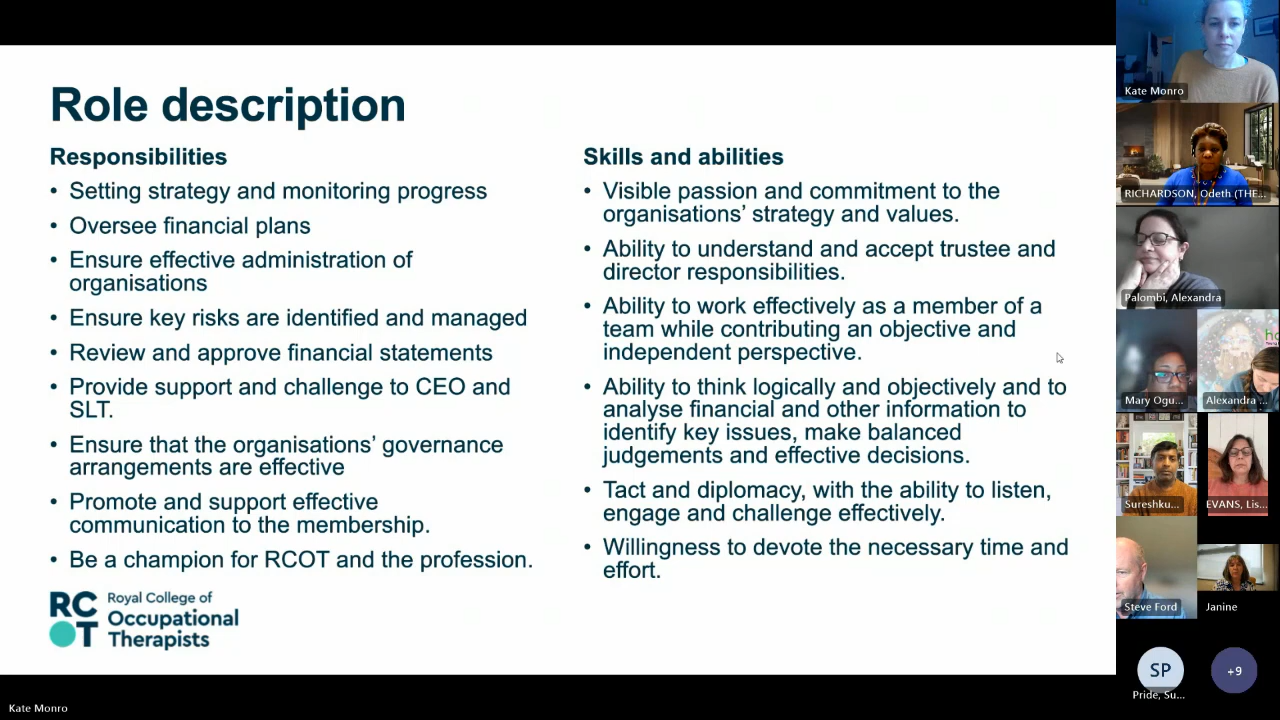 Role description
Responsibilities
• Setting strategy and monitoring progress
• Oversee financial plans
• Ensure effective administration of
organisations
• Ensure key risks are identified and managed
• Review and approve financial statements
• Provide support and challenge to CEO and
SLT.
• Ensure that the organisations’ governance
arrangements are effective
• Promote and support effective
communication to the membership.
• Be a champion for RCOT and the profession.
Skills and abilities
• Visible passion and commitment to the
organisations’ strategy and values.
• Ability to understand and accept trustee and
director responsibilities.
• Ability to work effectively as a member of a
team while contributing an objective and
independent perspective.
• Ability to think logically and objectively and to
analyse financial and other information to
identify key issues, make balanced
judgements and effective decisions.
• Tact and diplomacy, with the ability to listen,
engage and challenge effectively.
• Willingness to devote the necessary time and
effort.
RC
OT
Royal College of
Occupational
Therapists
Kate Monro
Kate Monro
RICHARDSON, Odeth (THE...
Palombi, Alexandra
Mary Ogu...
Alexandra ...
Sureshku...
EVANS, Lis...
Steve Ford
Janine
SP
+9
Pride, Su...